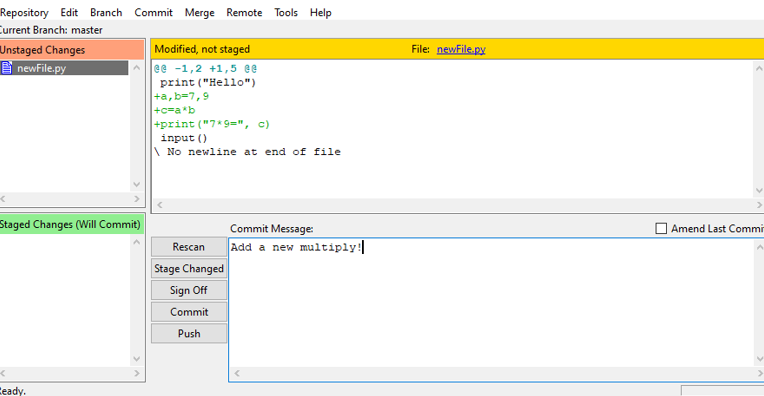 Repository Edit Branch Commit Merge Remote Tools Help
Current Branch: master
Unstaged Changes
newFile.py
Modified, not staged File: newFile.py
@@ -1,2 +1,5 @@
print("Hello")
+a,b=7,9
+c=a*b
+print("7*9=", c)
input()
\ No newline at end of file
Staged Changes (Will Commit)
Commit Message:
Amend Last Commit
Rescan
Stage Changed
Sign Off
Commit
Push
Add a new multiply!
Ready.